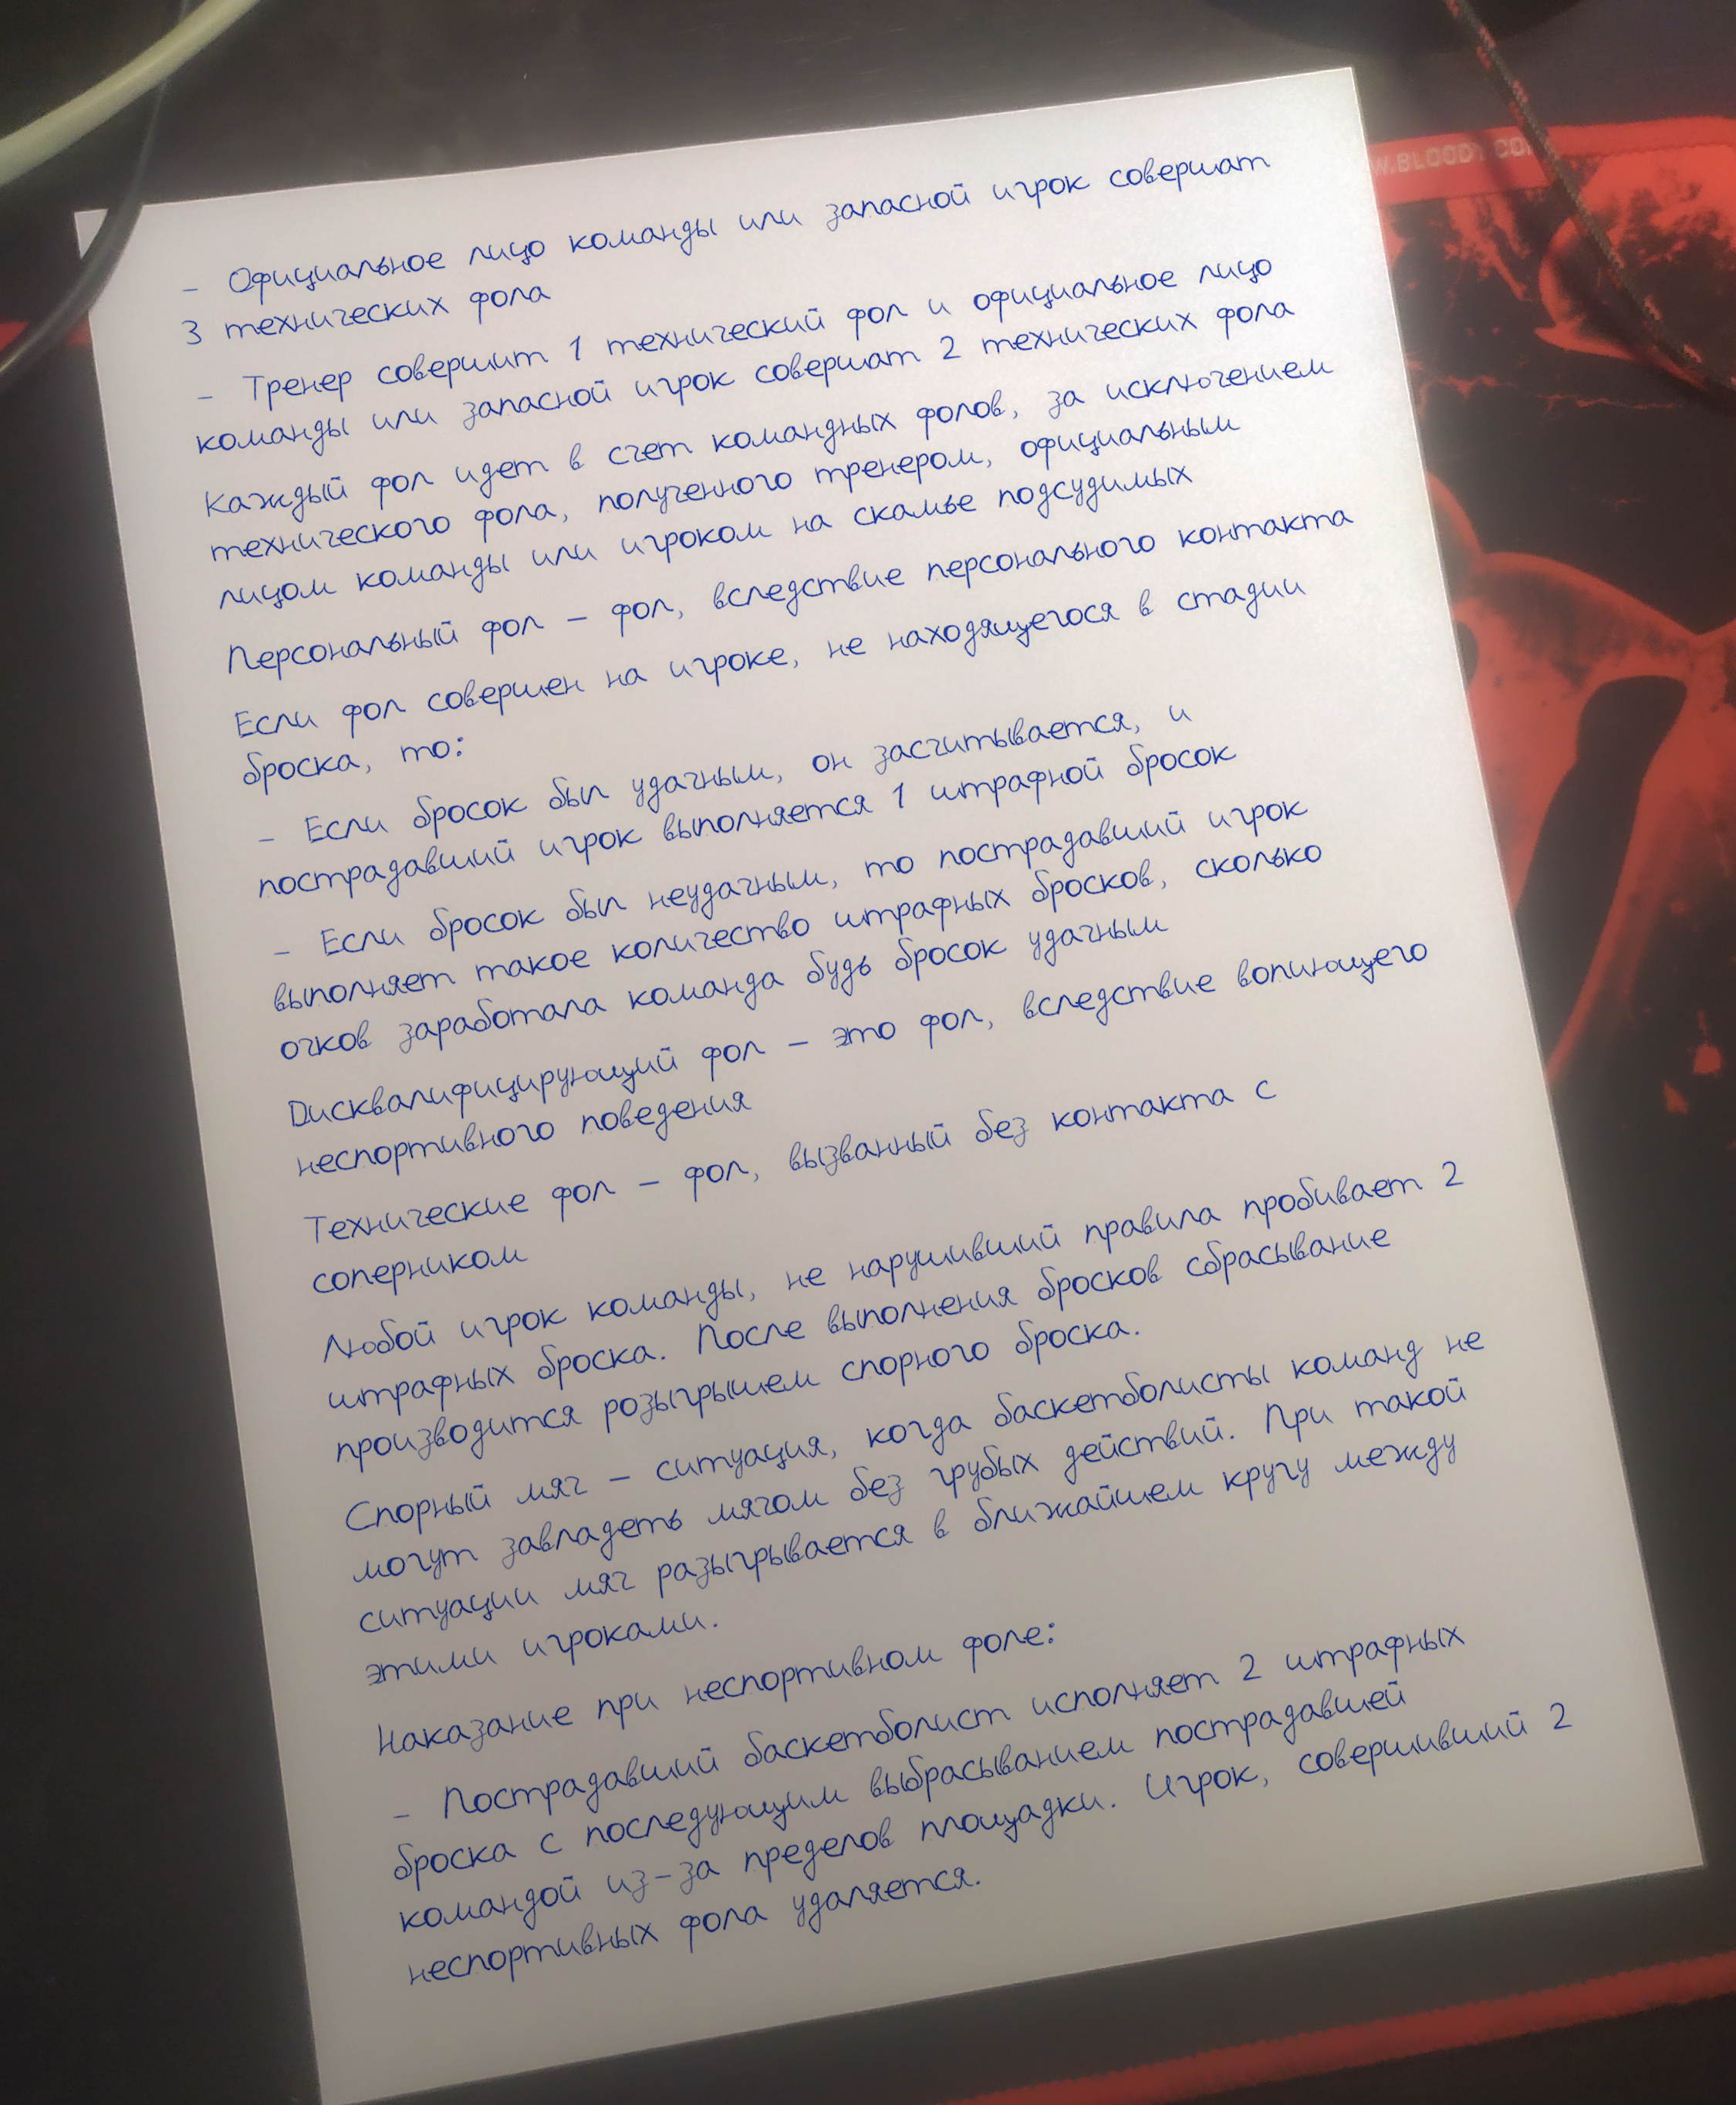 - Официальное лицо команды или запасной игрок совершат
3 технических фола
- Тренер совершит 1 технический фол и официальное лицо
команды или запасной игрок совершат 2 технических фола
Каждый фол идет в счет командных фолов, за исключением
технического фола, полученного тренером, официальным
лицом команды или игроком на скамье подсудимых
Персональный фол – фол, вследствие персонального контакта
Если фол совершен на игроке, не находящегося в стадии
броска, то:
- Если бросок был удачным, он засчитывается, и
пострадавший игрок выполняется 1 штрафной бросок
- Если бросок был неудачным, то пострадавший игрок
выполняет такое количество штрафных бросков, сколько
очков заработала команда будь бросок удачным
Дисквалифицирующий фол – это фол, вследствие вопиющего
неспортивного поведения
Технические фол – фол, вызванный без контакта с
соперником
Любой игрок команды, не нарушивший правила пробивает 2
штрафных броска. После выполнения бросков сбрасывание
производится розыгрышем спорного броска.
Спорный мяч – ситуация, когда баскетболисты команд не
могут завладеть мячом без грубых действий. При такой
ситуации мяч разыгрывается в ближайшем кругу между
этими игроками.
Наказание при неспортивном фоле:
- Пострадавший баскетболист исполняет 2 штрафных
броска с последующим выбрасыванием пострадавшей
командой из-за пределов площадки. Игрок, совершивший 2
неспортивных фола удаляется.
W.BLOODY.COM